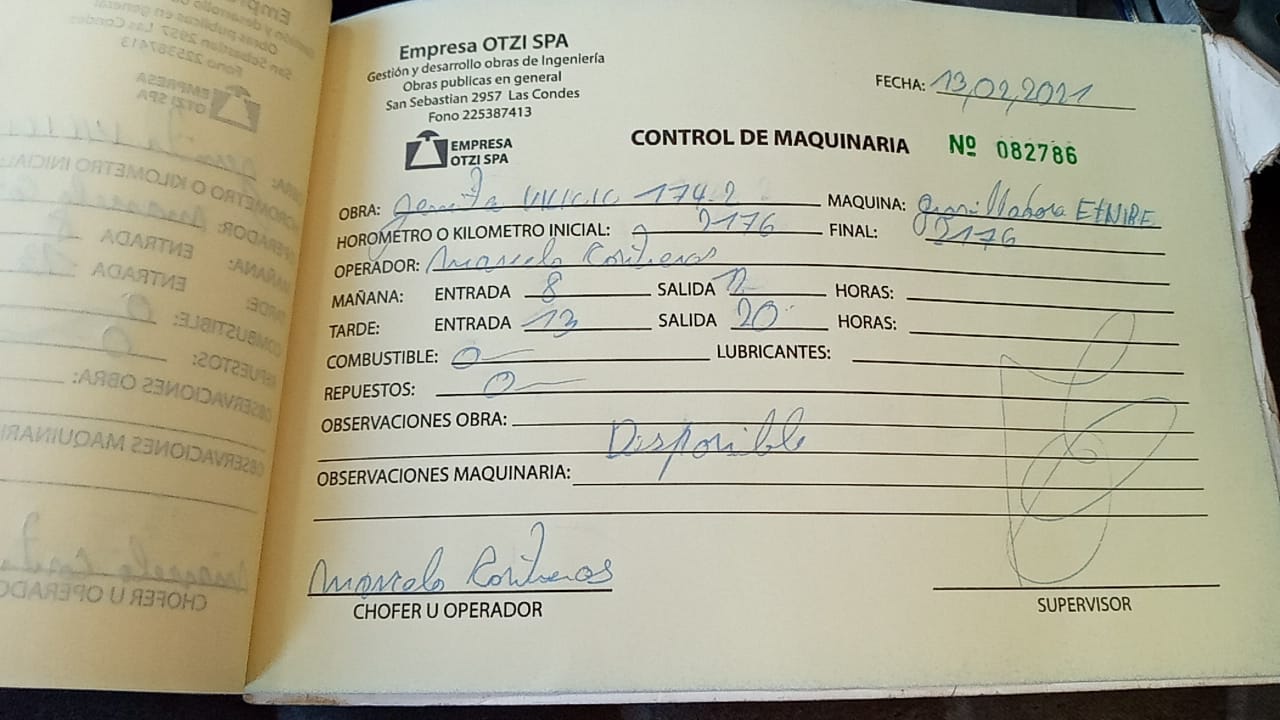 Empresa OTZI SPA
Gestión y desarrollo obras de Ingeniería
Obras publicas en general
San Sebastian 2957 Las Condes
Fono 225387413
EMPRESA
OTZI SPA
FECHA: 13,02,2021
CONTROL DE MAQUINARIA Nº 082786
OBRA: 174.2 MAQUINA:
HOROMETRO O KILOMETRO INICIAL: 2176 FINAL: 2176
OPERADOR: Marcelo Contreras
MAÑANA: ENTRADA 8 SALIDA 12 HORAS:
TARDE: ENTRADA 13 SALIDA 20 HORAS:
COMBUSTIBLE: 0 LUBRICANTES:
REPUESTOS: 0
OBSERVACIONES OBRA:
Disponible
OBSERVACIONES MAQUINARIA:
Marcelo Contreras
CHOFER U OPERADOR
SUPERVISOR